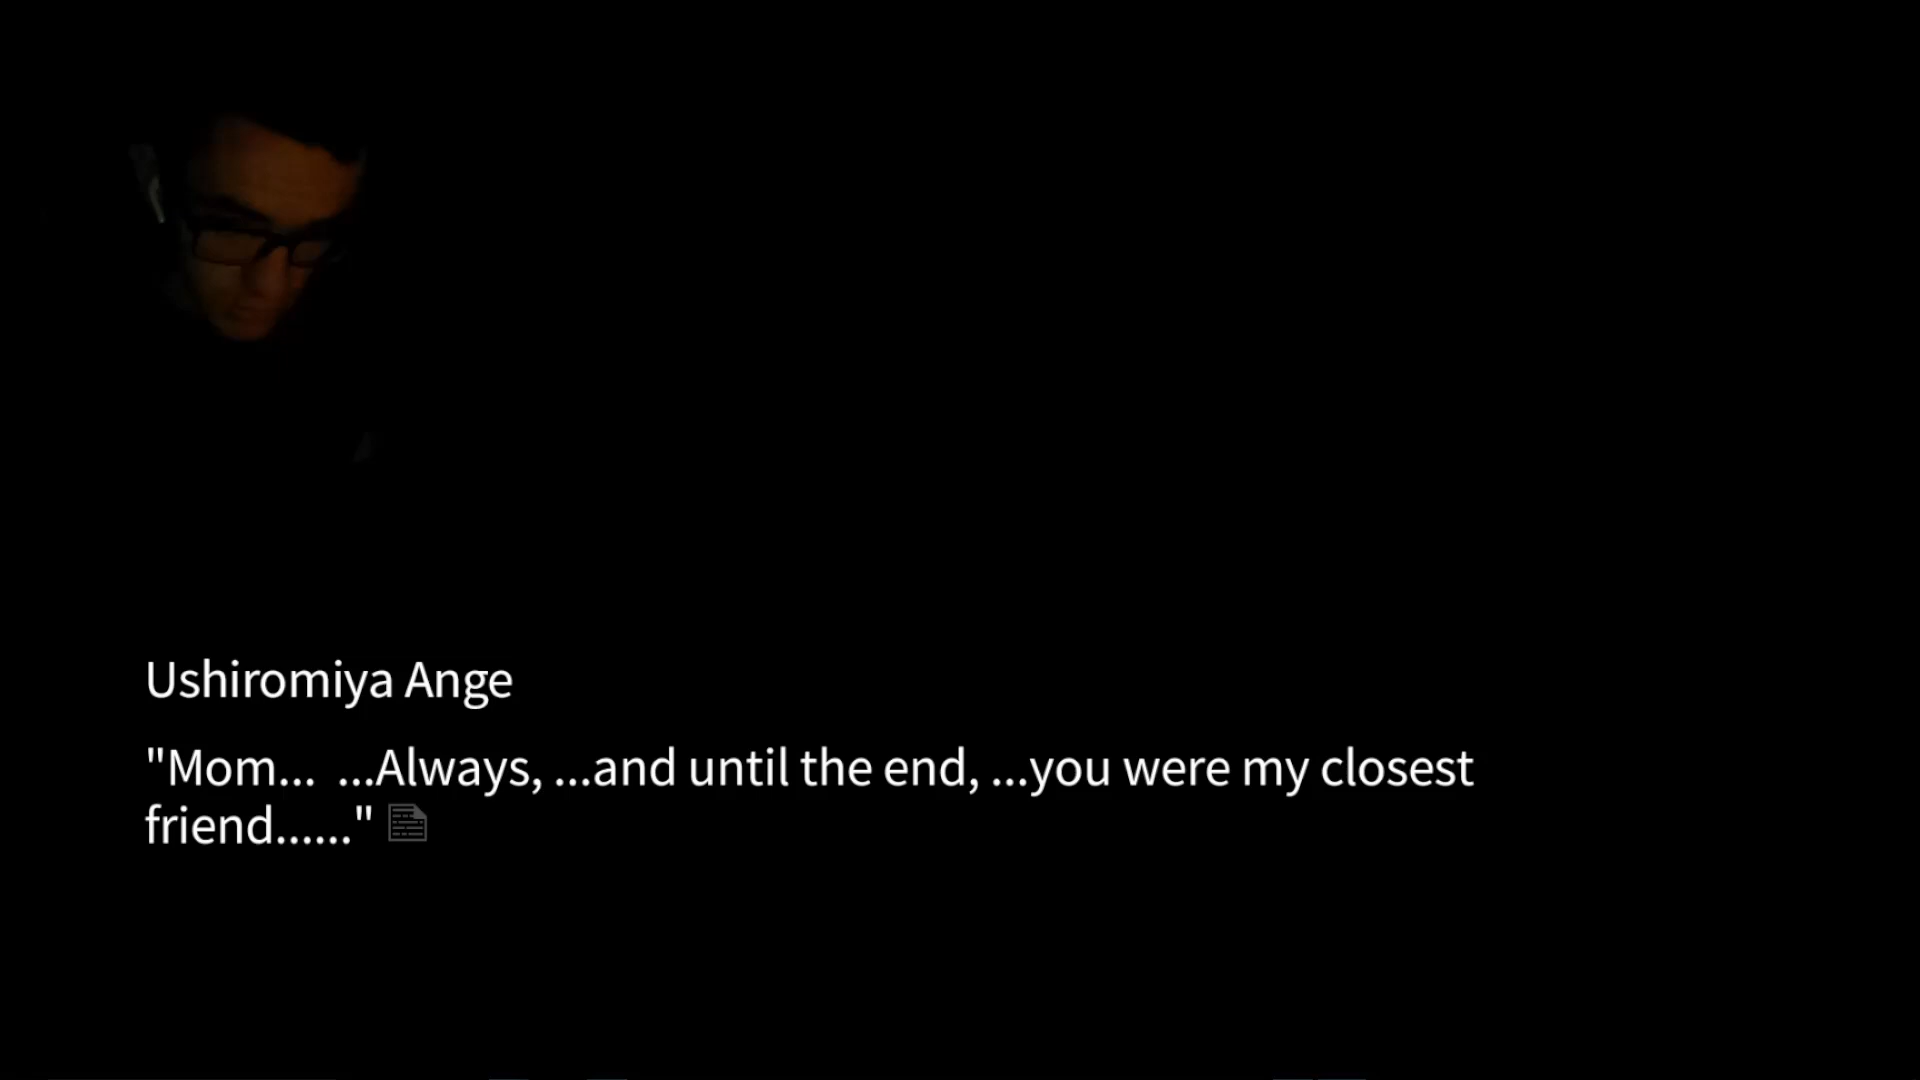 Ushiromiya Ange
"Mom...  ...Always, ...and until the end, ...you were my closest
friend......"